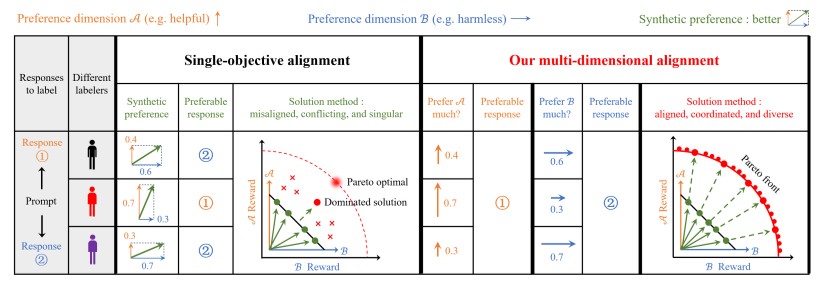 Preference dimension 𝒜 (e.g. helpful) ↑
Preference dimension ℬ (e.g. harmless) →
Synthetic preference : better
Responses
to label
Different
labelers
Single-objective alignment
Our multi-dimensional alignment
Synthetic
preference
Preferable
response
Solution method :
misaligned, conflicting, and singular
Prefer 𝒜
much?
Preferable
response
Prefer ℬ
much?
Preferable
response
Solution method :
aligned, coordinated, and diverse
Response
①
Prompt
Response
②
0.4
0.6
②
0.7
0.3
①
0.3
0.7
②
𝒜 Reward
𝒜
Pareto optimal
Dominated solution
ℬ
ℬ Reward
0.4
0.7
0.3
①
0.6
0.3
0.7
②
𝒜 Reward
𝒜
Pareto front
ℬ
ℬ Reward